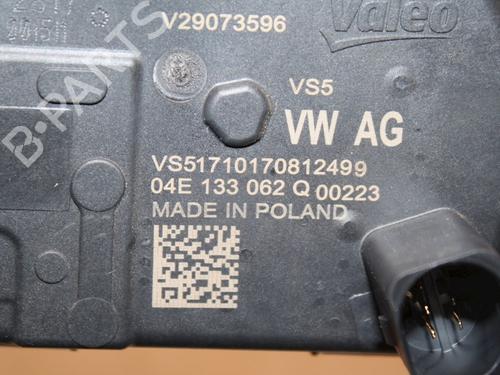 V29073596
Valeo
VS5
VW AG
VS51710170812499
04E 133 062 Q 00223
MADE IN POLAND
B-PARTS